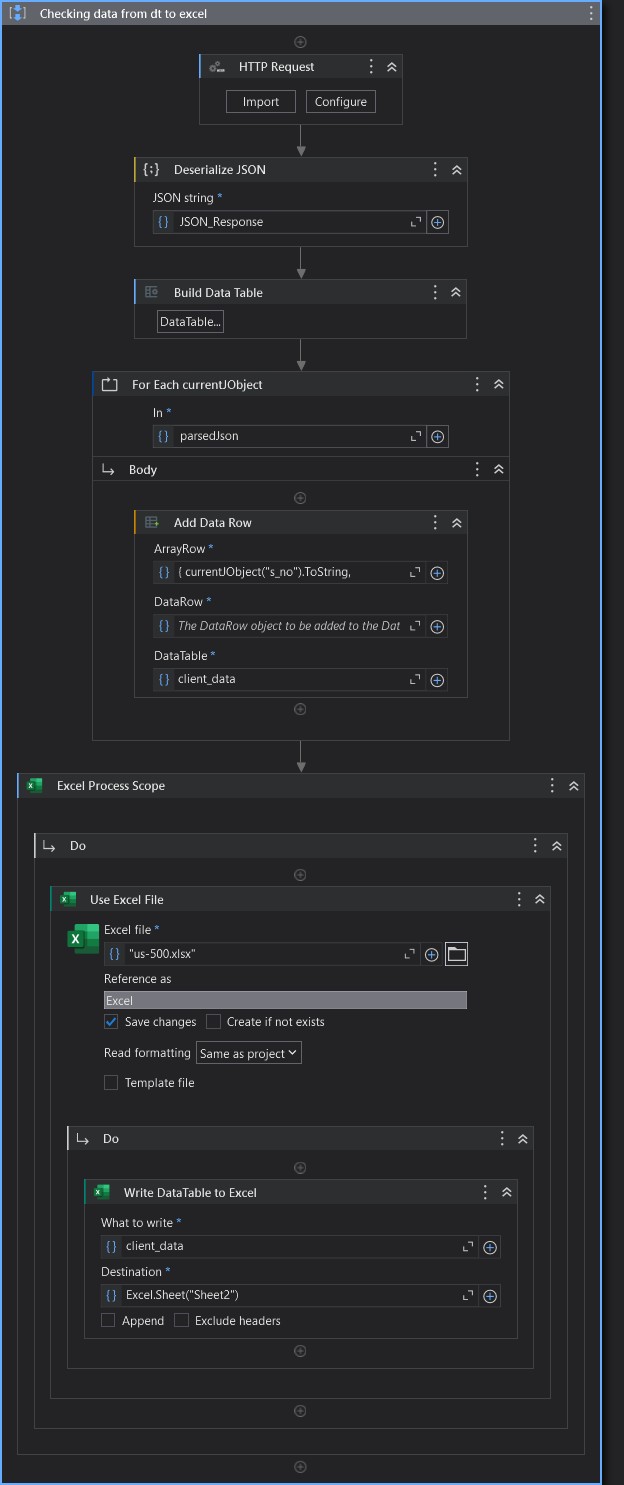 Checking data from dt to excel
HTTP Request
Import Configure
Deserialize JSON
JSON string *
JSON_Response
Build Data Table
DataTable...
For Each currentJObject
In *
parsedJson
Body
Add Data Row
ArrayRow *
{ currentJObject("s_no").ToString,
DataRow *
The DataRow object to be added to the Dat
DataTable *
client_data
Excel Process Scope
Do
Use Excel File
Excel file *
"us-500.xlsx"
Reference as
Excel
Save changes Create if not exists
Read formatting Same as project
Template file
Do
Write DataTable to Excel
What to write *
client_data
Destination *
Excel.Sheet("Sheet2")
Append Exclude headers